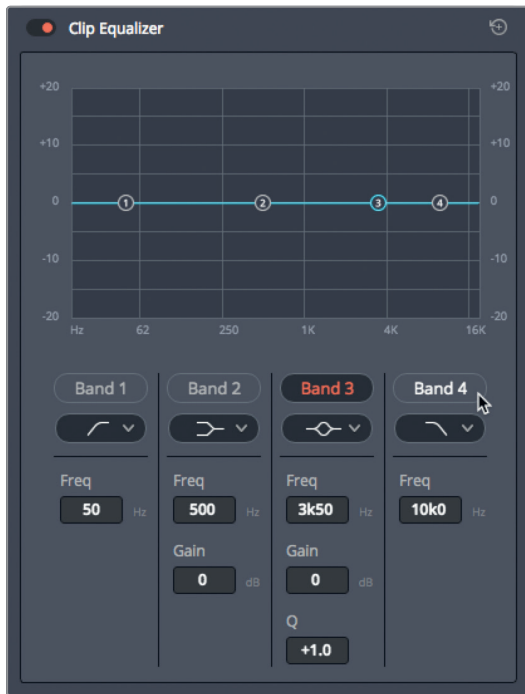 Clip Equalizer
+20 +20
+10 +10
0 1 2 3 4 0
-10 -10
-20 -20
Hz 62 250 1K 4K 16K
Band 1 Band 2 Band 3 Band 4
Freq Freq Freq Freq
50 Hz 500 Hz 3k50 Hz 10k0 Hz
Gain Gain
0 dB 0 dB
Q
+1.0